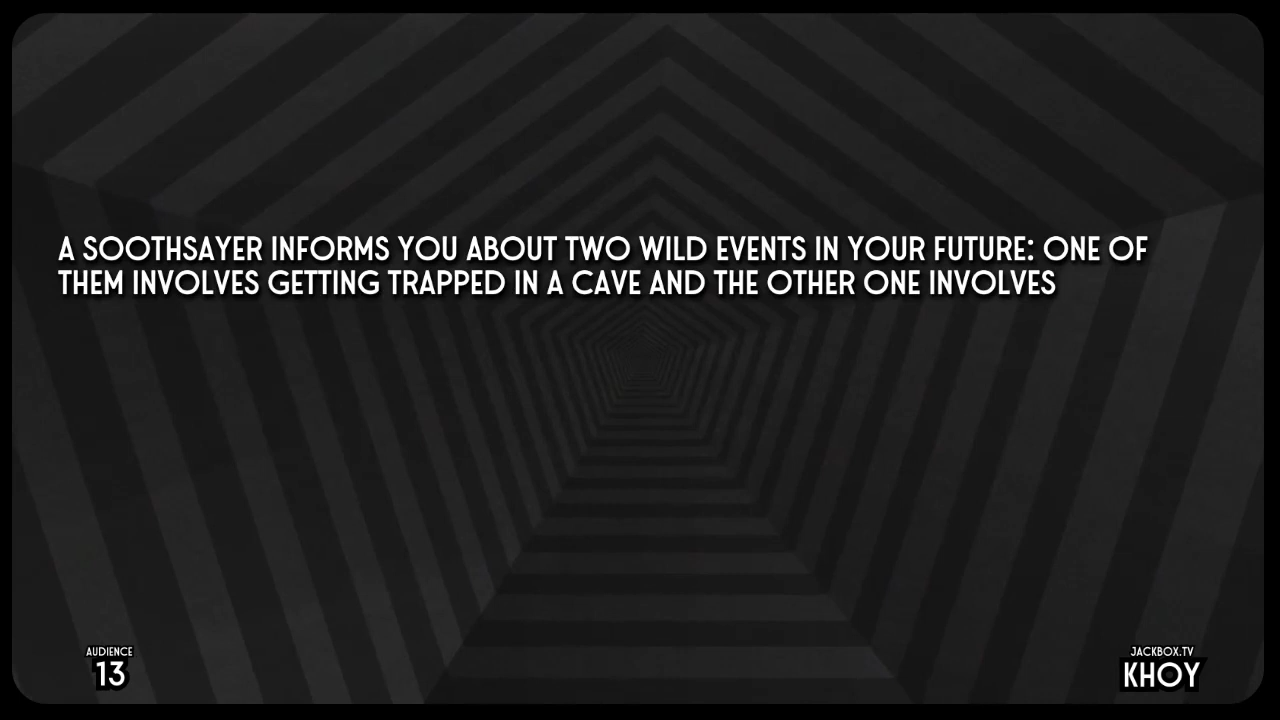 A SOOTHSAYER INFORMS YOU ABOUT TWO WILD EVENTS IN YOUR FUTURE: ONE OF
THEM INVOLVES GETTING TRAPPED IN A CAVE AND THE OTHER ONE INVOLVES
AUDIENCE
13
JACKBOX.TV
KHOY